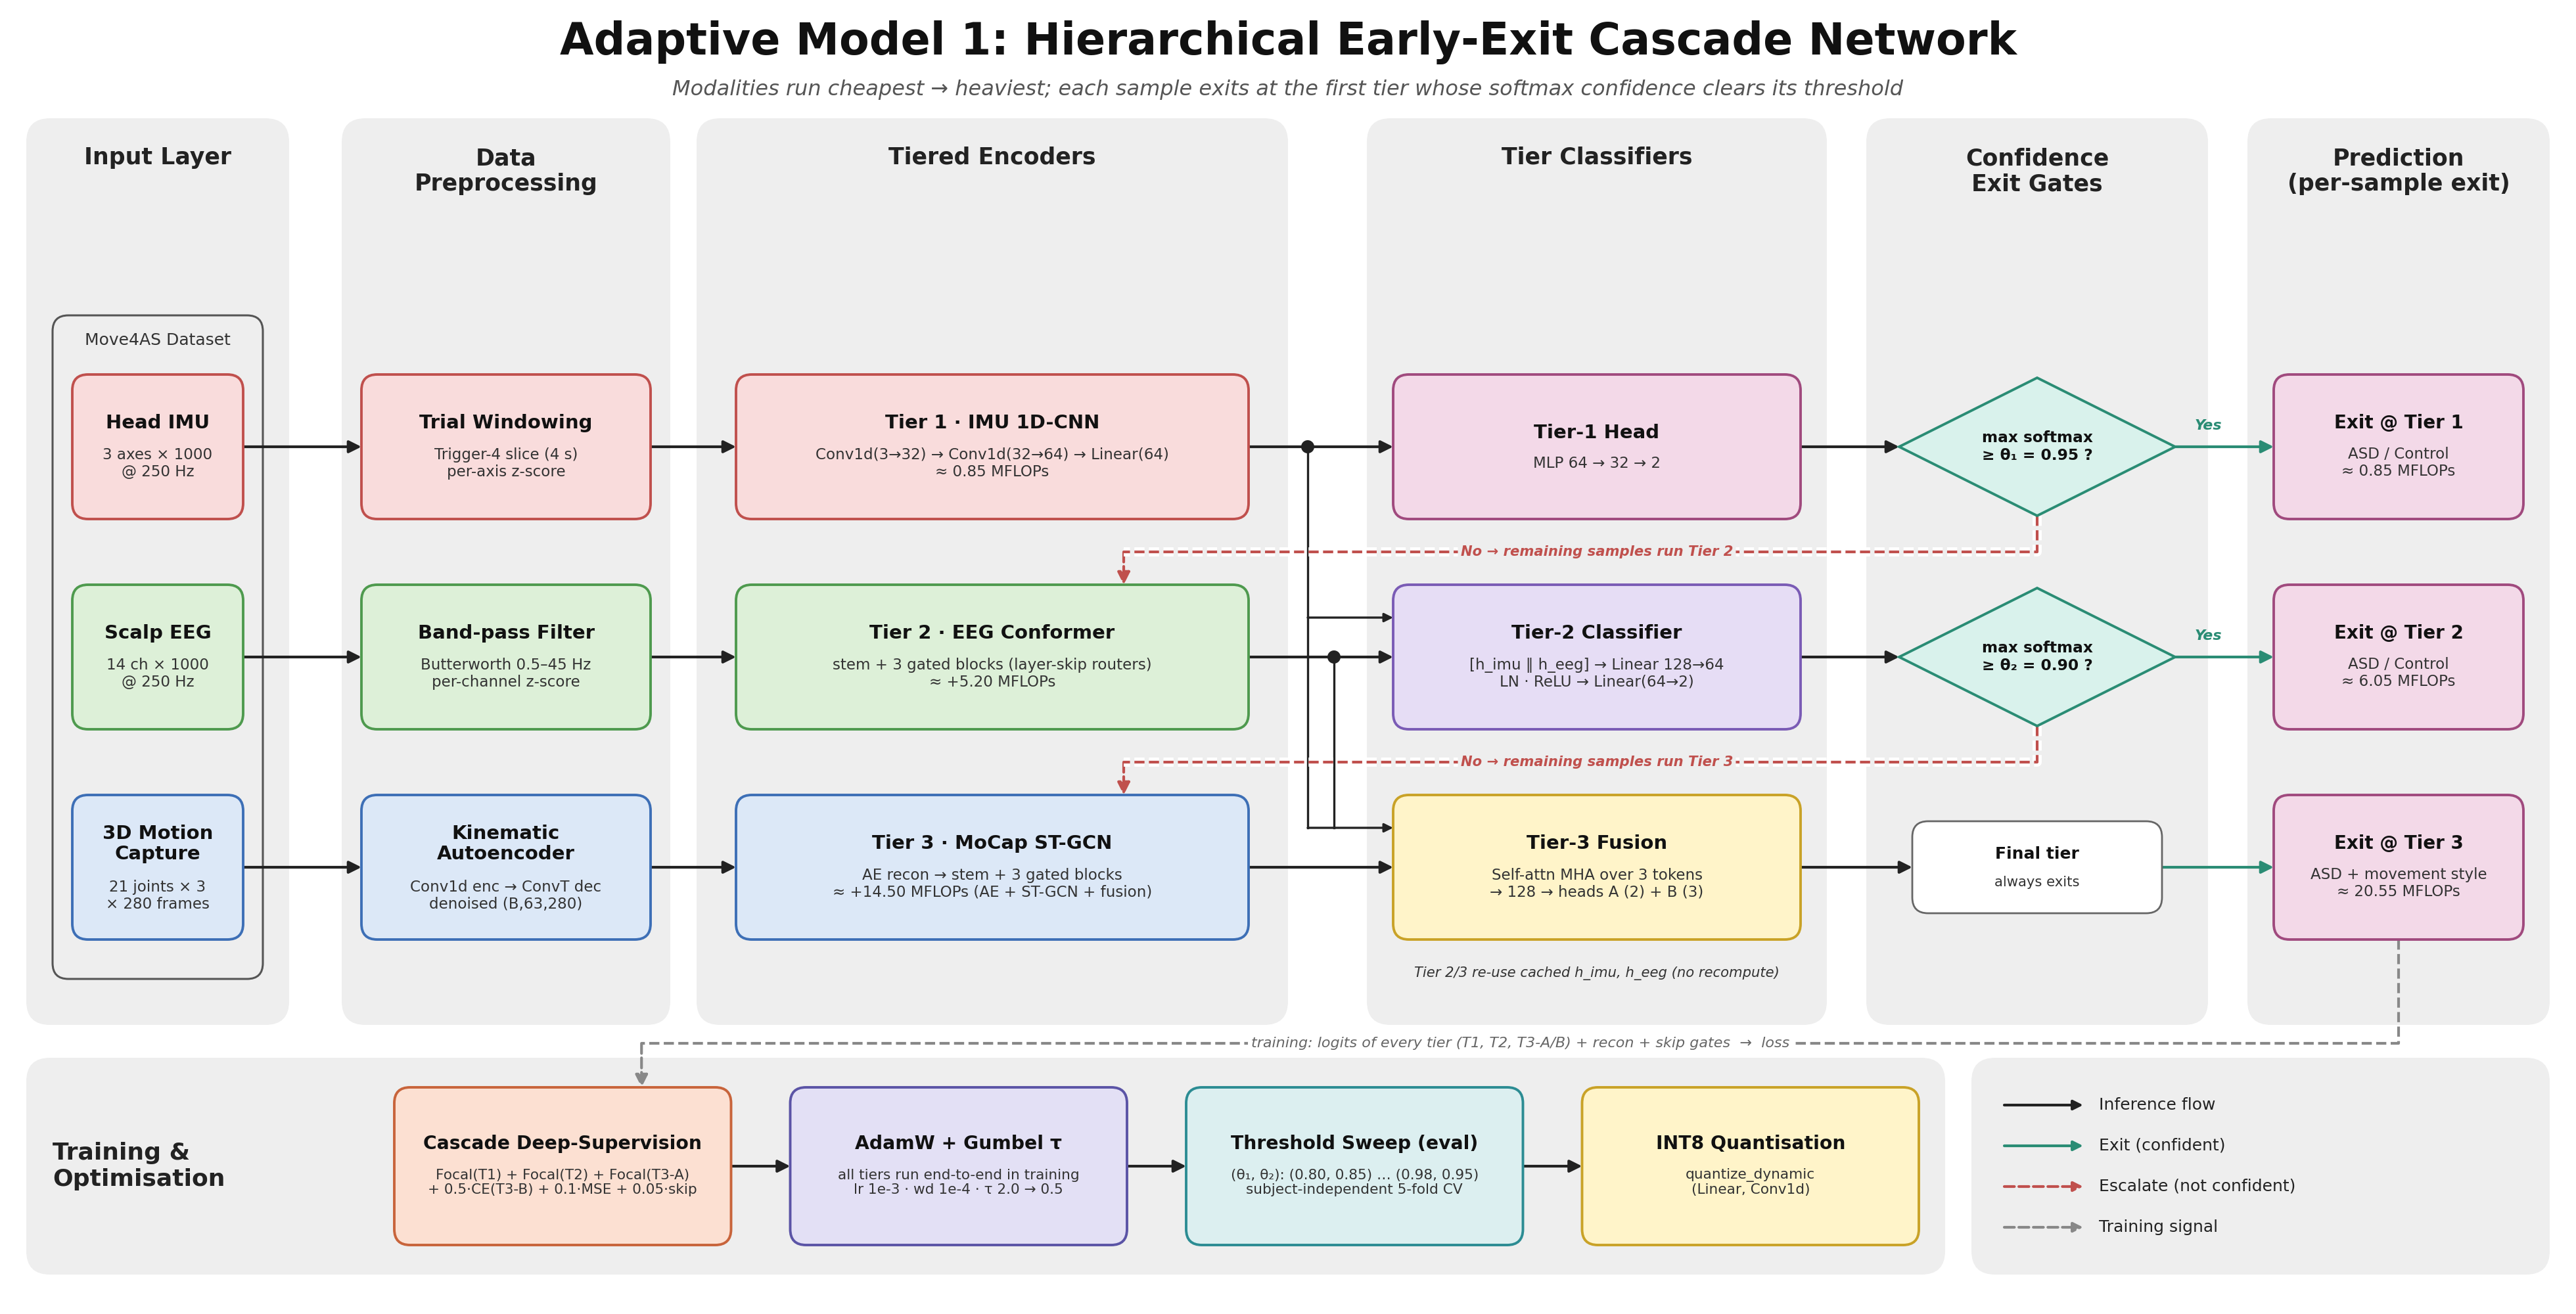 Adaptive Model 1: Hierarchical Early-Exit Cascade Network
Modalities run cheapest → heaviest; each sample exits at the first tier whose softmax confidence clears its threshold
Input Layer
Data
Preprocessing
Tiered Encoders
Tier Classifiers
Confidence
Exit Gates
Prediction
(per-sample exit)
Move4AS Dataset
Head IMU
3 axes × 1000
@ 250 Hz
Trial Windowing
Trigger-4 slice (4 s)
per-axis z-score
Tier 1 · IMU 1D-CNN
Conv1d(3→32) → Conv1d(32→64) → Linear(64)
≈ 0.85 MFLOPs
Tier-1 Head
MLP 64 → 32 → 2
max softmax
≥ θ₁ = 0.95 ?
Yes
Exit @ Tier 1
ASD / Control
≈ 0.85 MFLOPs
No → remaining samples run Tier 2
Scalp EEG
14 ch × 1000
@ 250 Hz
Band-pass Filter
Butterworth 0.5–45 Hz
per-channel z-score
Tier 2 · EEG Conformer
stem + 3 gated blocks (layer-skip routers)
≈ +5.20 MFLOPs
Tier-2 Classifier
[h_imu ‖ h_eeg] → Linear 128→64
LN · ReLU → Linear(64→2)
max softmax
≥ θ₂ = 0.90 ?
Yes
Exit @ Tier 2
ASD / Control
≈ 6.05 MFLOPs
No → remaining samples run Tier 3
3D Motion
Capture
21 joints × 3
× 280 frames
Kinematic
Autoencoder
Conv1d enc → ConvT dec
denoised (B,63,280)
Tier 3 · MoCap ST-GCN
AE recon → stem + 3 gated blocks
≈ +14.50 MFLOPs (AE + ST-GCN + fusion)
Tier-3 Fusion
Self-attn MHA over 3 tokens
→ 128 → heads A (2) + B (3)
Final tier
always exits
Exit @ Tier 3
ASD + movement style
≈ 20.55 MFLOPs
Tier 2/3 re-use cached h_imu, h_eeg (no recompute)
training: logits of every tier (T1, T2, T3-A/B) + recon + skip gates → loss
Training &
Optimisation
Cascade Deep-Supervision
Focal(T1) + Focal(T2) + Focal(T3-A)
+ 0.5·CE(T3-B) + 0.1·MSE + 0.05·skip
AdamW + Gumbel τ
all tiers run end-to-end in training
lr 1e-3 · wd 1e-4 · τ 2.0 → 0.5
Threshold Sweep (eval)
(θ₁, θ₂): (0.80, 0.85) … (0.98, 0.95)
subject-independent 5-fold CV
INT8 Quantisation
quantize_dynamic
(Linear, Conv1d)
Inference flow
Exit (confident)
Escalate (not confident)
Training signal